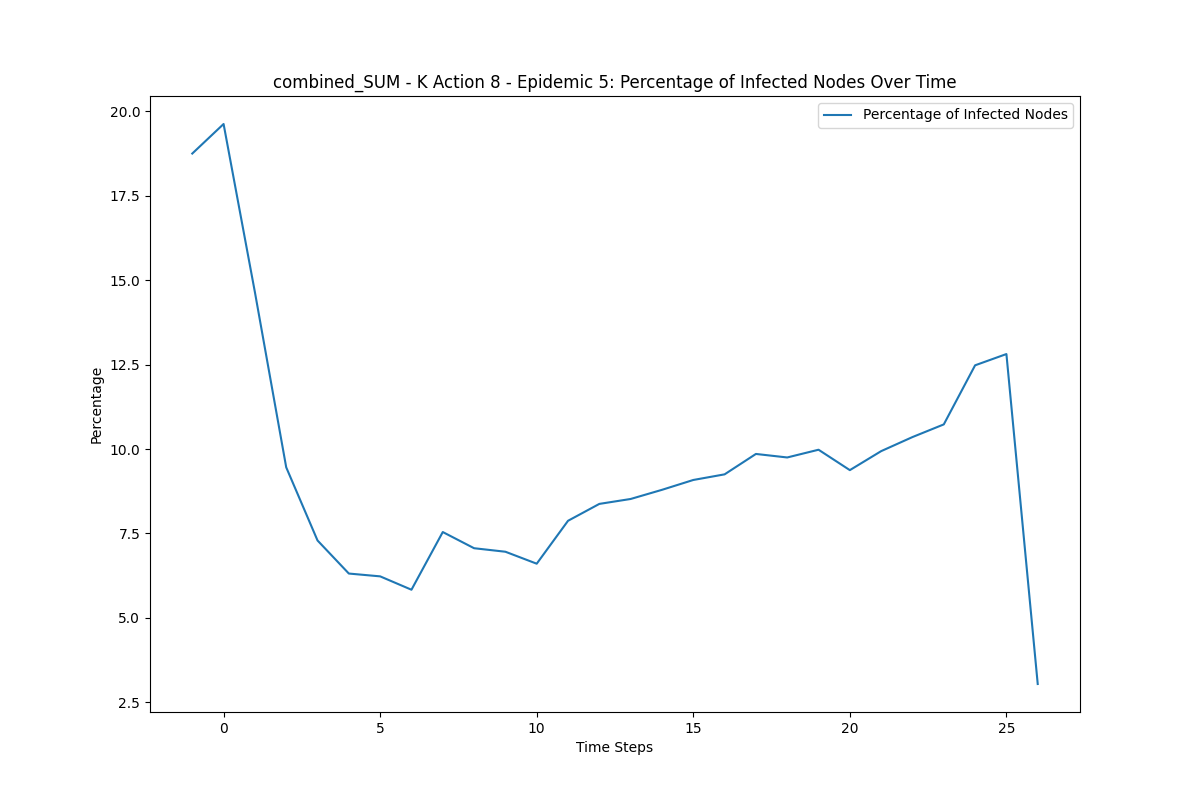 combined_SUM - K Action 8 - Epidemic 5: Percentage of Infected Nodes Over Time
Percentage of Infected Nodes
20.0
17.5
15.0
12.5
10.0
7.5
5.0
2.5
Percentage
0 5 10 15 20 25
Time Steps